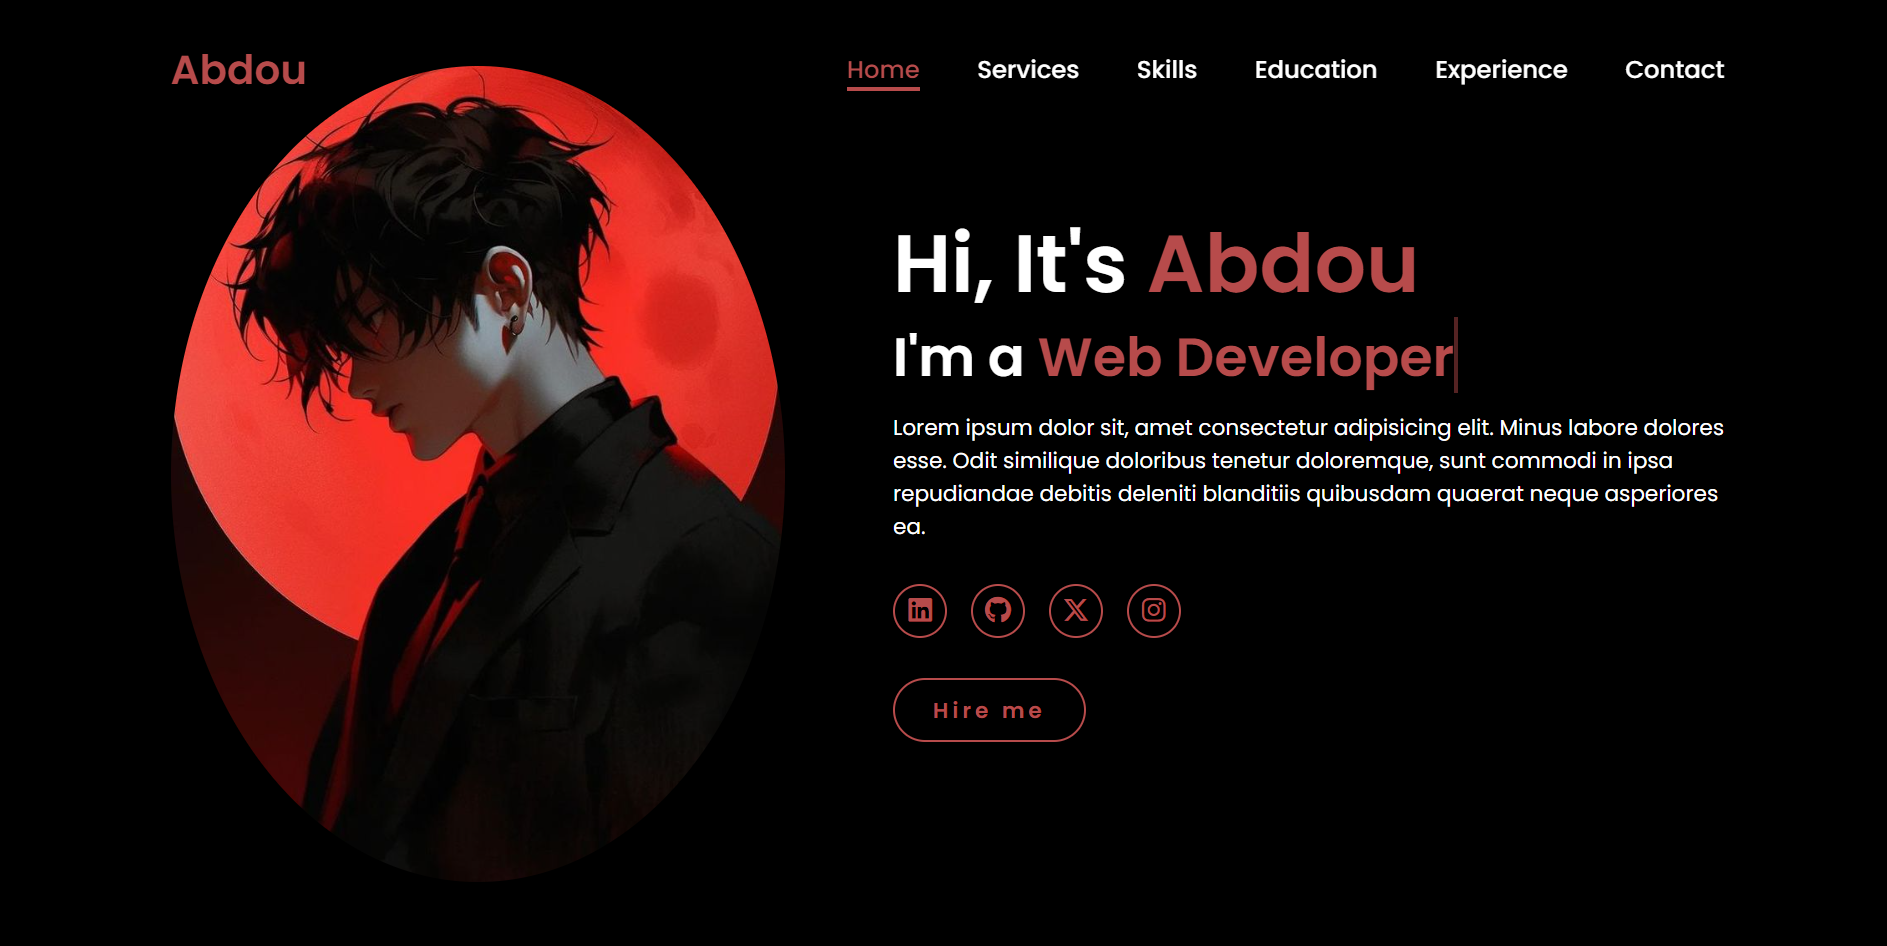 Abdou
Home Services Skills Education Experience Contact
Hi, It's Abdou
I'm a Web Developer
Lorem ipsum dolor sit, amet consectetur adipisicing elit. Minus labore dolores
esse. Odit similique doloribus tenetur doloremque, sunt commodi in ipsa
repudiandae debitis deleniti blanditiis quibusdam quaerat neque asperiores
ea.
Hire me